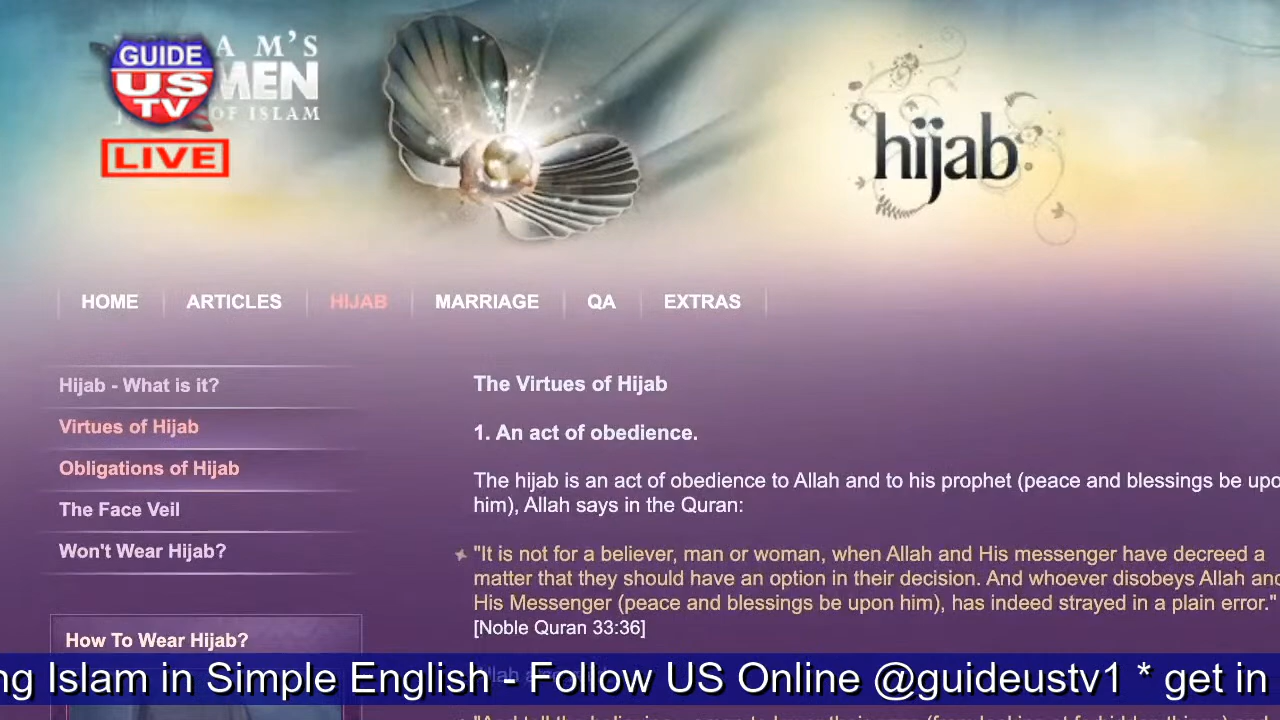 GUIDE
US
TV
AM'S
MEN
OF ISLAM
LIVE
hijab
HOME
ARTICLES
HIJAB
MARRIAGE
QA
EXTRAS
Hijab - What is it?
Virtues of Hijab
Obligations of Hijab
The Face Veil
Won't Wear Hijab?
How To Wear Hijab?
The Virtues of Hijab
1. An act of obedience.
The hijab is an act of obedience to Allah and to his prophet (peace and blessings be upo
him), Allah says in the Quran:
"It is not for a believer, man or woman, when Allah and His messenger have decreed a
matter that they should have an option in their decision. And whoever disobeys Allah and
His Messenger (peace and blessings be upon him), has indeed strayed in a plain error."
[Noble Quran 33:36]
ng Islam in Simple English - Follow US Online @guideustv1 * get in